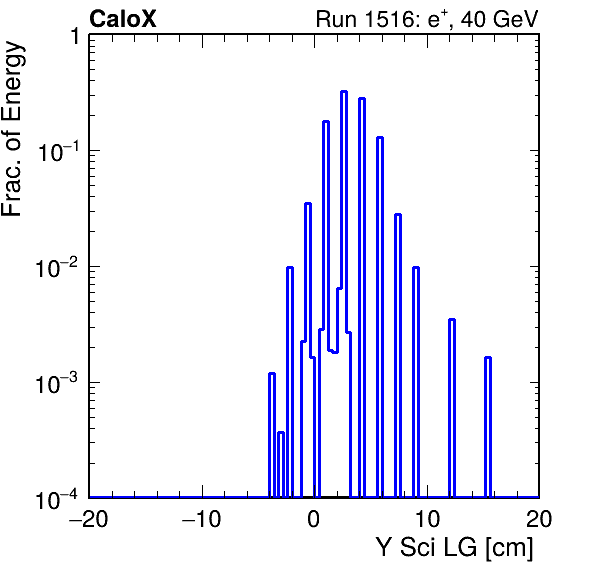 CaloX Run 1516: e⁺, 40 GeV
Frac. of Energy
1
10⁻¹
10⁻²
10⁻³
10⁻⁴
−20 −10 0 10 20
Y Sci LG [cm]